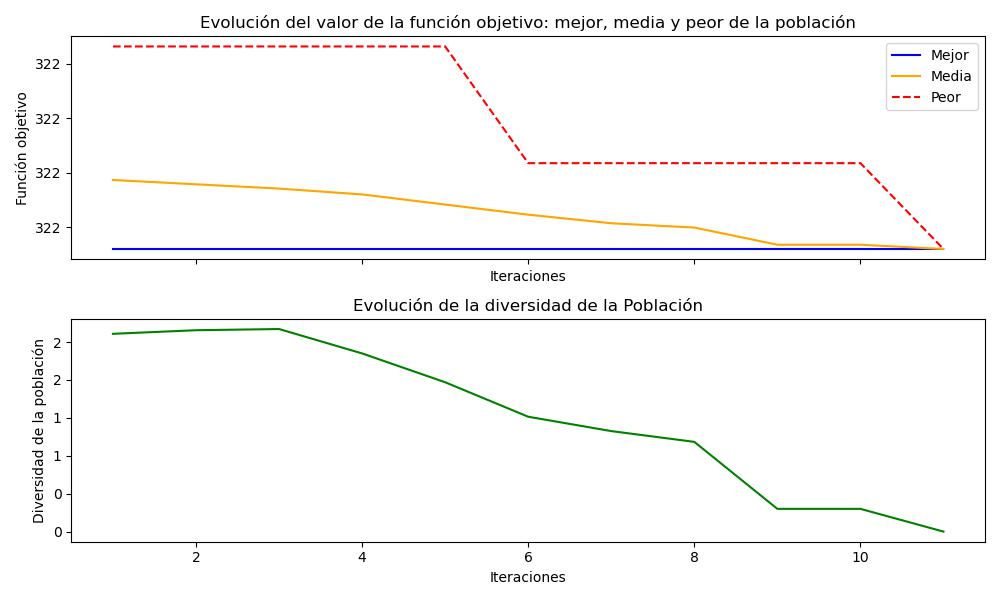 Evolución del valor de la función objetivo: mejor, media y peor de la población
322
322
322
322
Función objetivo
Mejor
Media
Peor
Iteraciones
Evolución de la diversidad de la Población
2
2
1
1
0
0
Diversidad de la población
2 4 6 8 10
Iteraciones